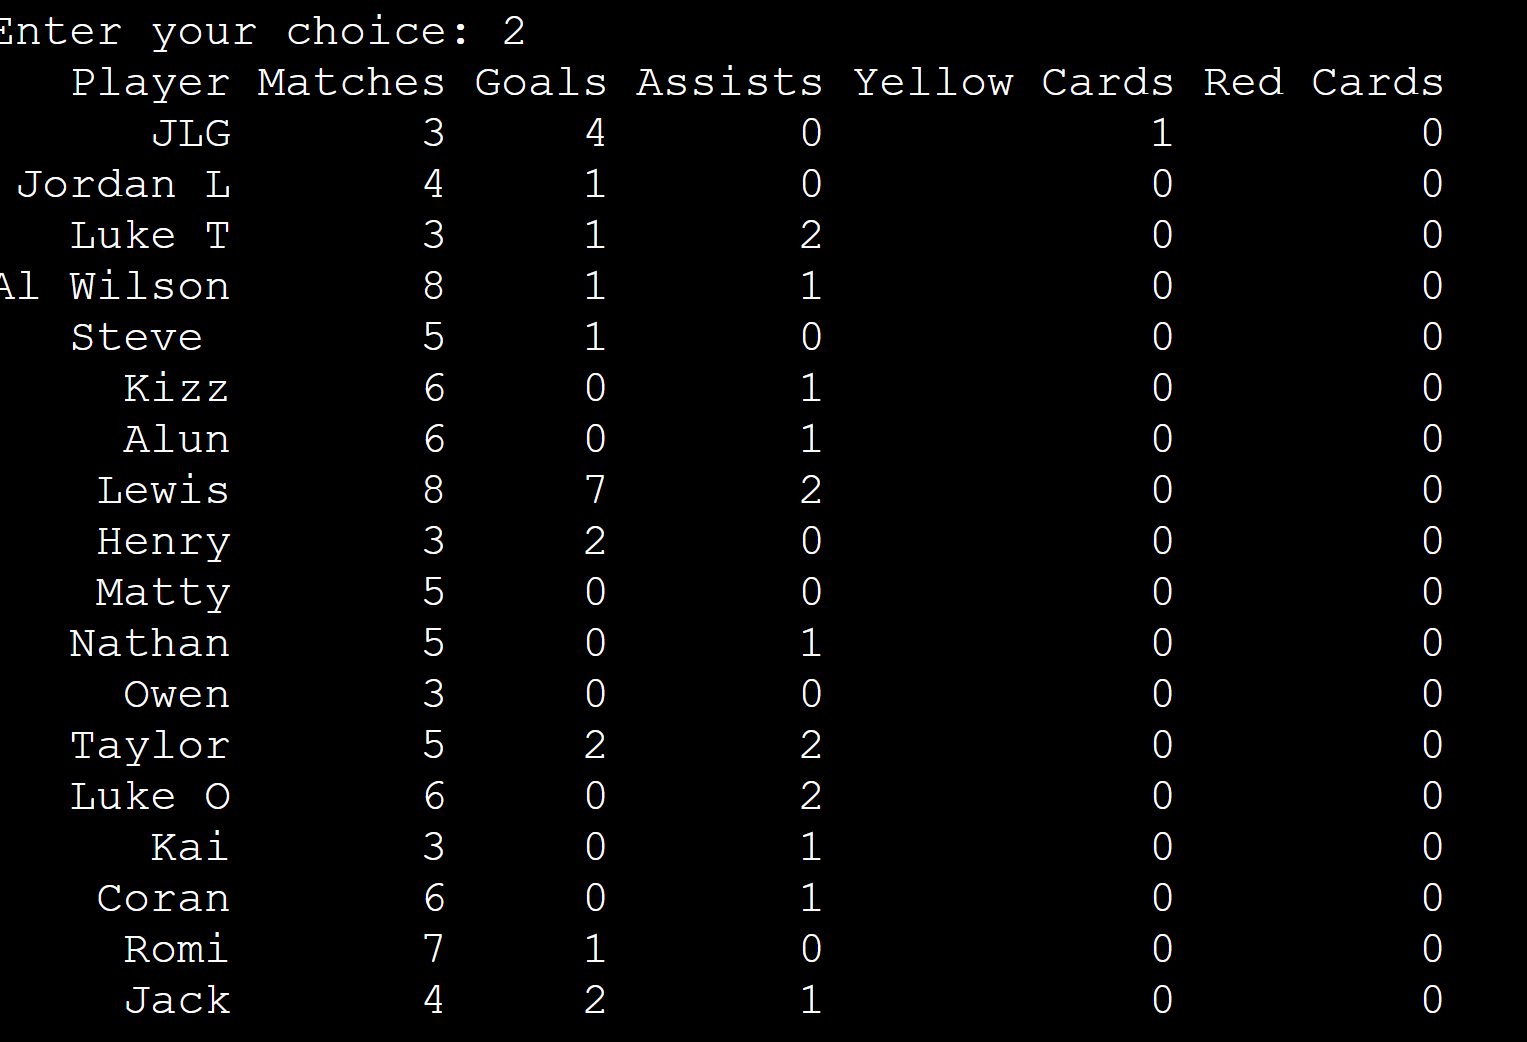 Enter your choice: 2
Player Matches Goals Assists Yellow Cards Red Cards
JLG 3 4 0 1 0
Jordan L 4 1 0 0 0
Luke T 3 1 2 0 0
Al Wilson 8 1 1 0 0
Steve 5 1 0 0 0
Kizz 6 0 1 0 0
Alun 6 0 1 0 0
Lewis 8 7 2 0 0
Henry 3 2 0 0 0
Matty 5 0 0 0 0
Nathan 5 0 1 0 0
Owen 3 0 0 0 0
Taylor 5 2 2 0 0
Luke O 6 0 2 0 0
Kai 3 0 1 0 0
Coran 6 0 1 0 0
Romi 7 1 0 0 0
Jack 4 2 1 0 0